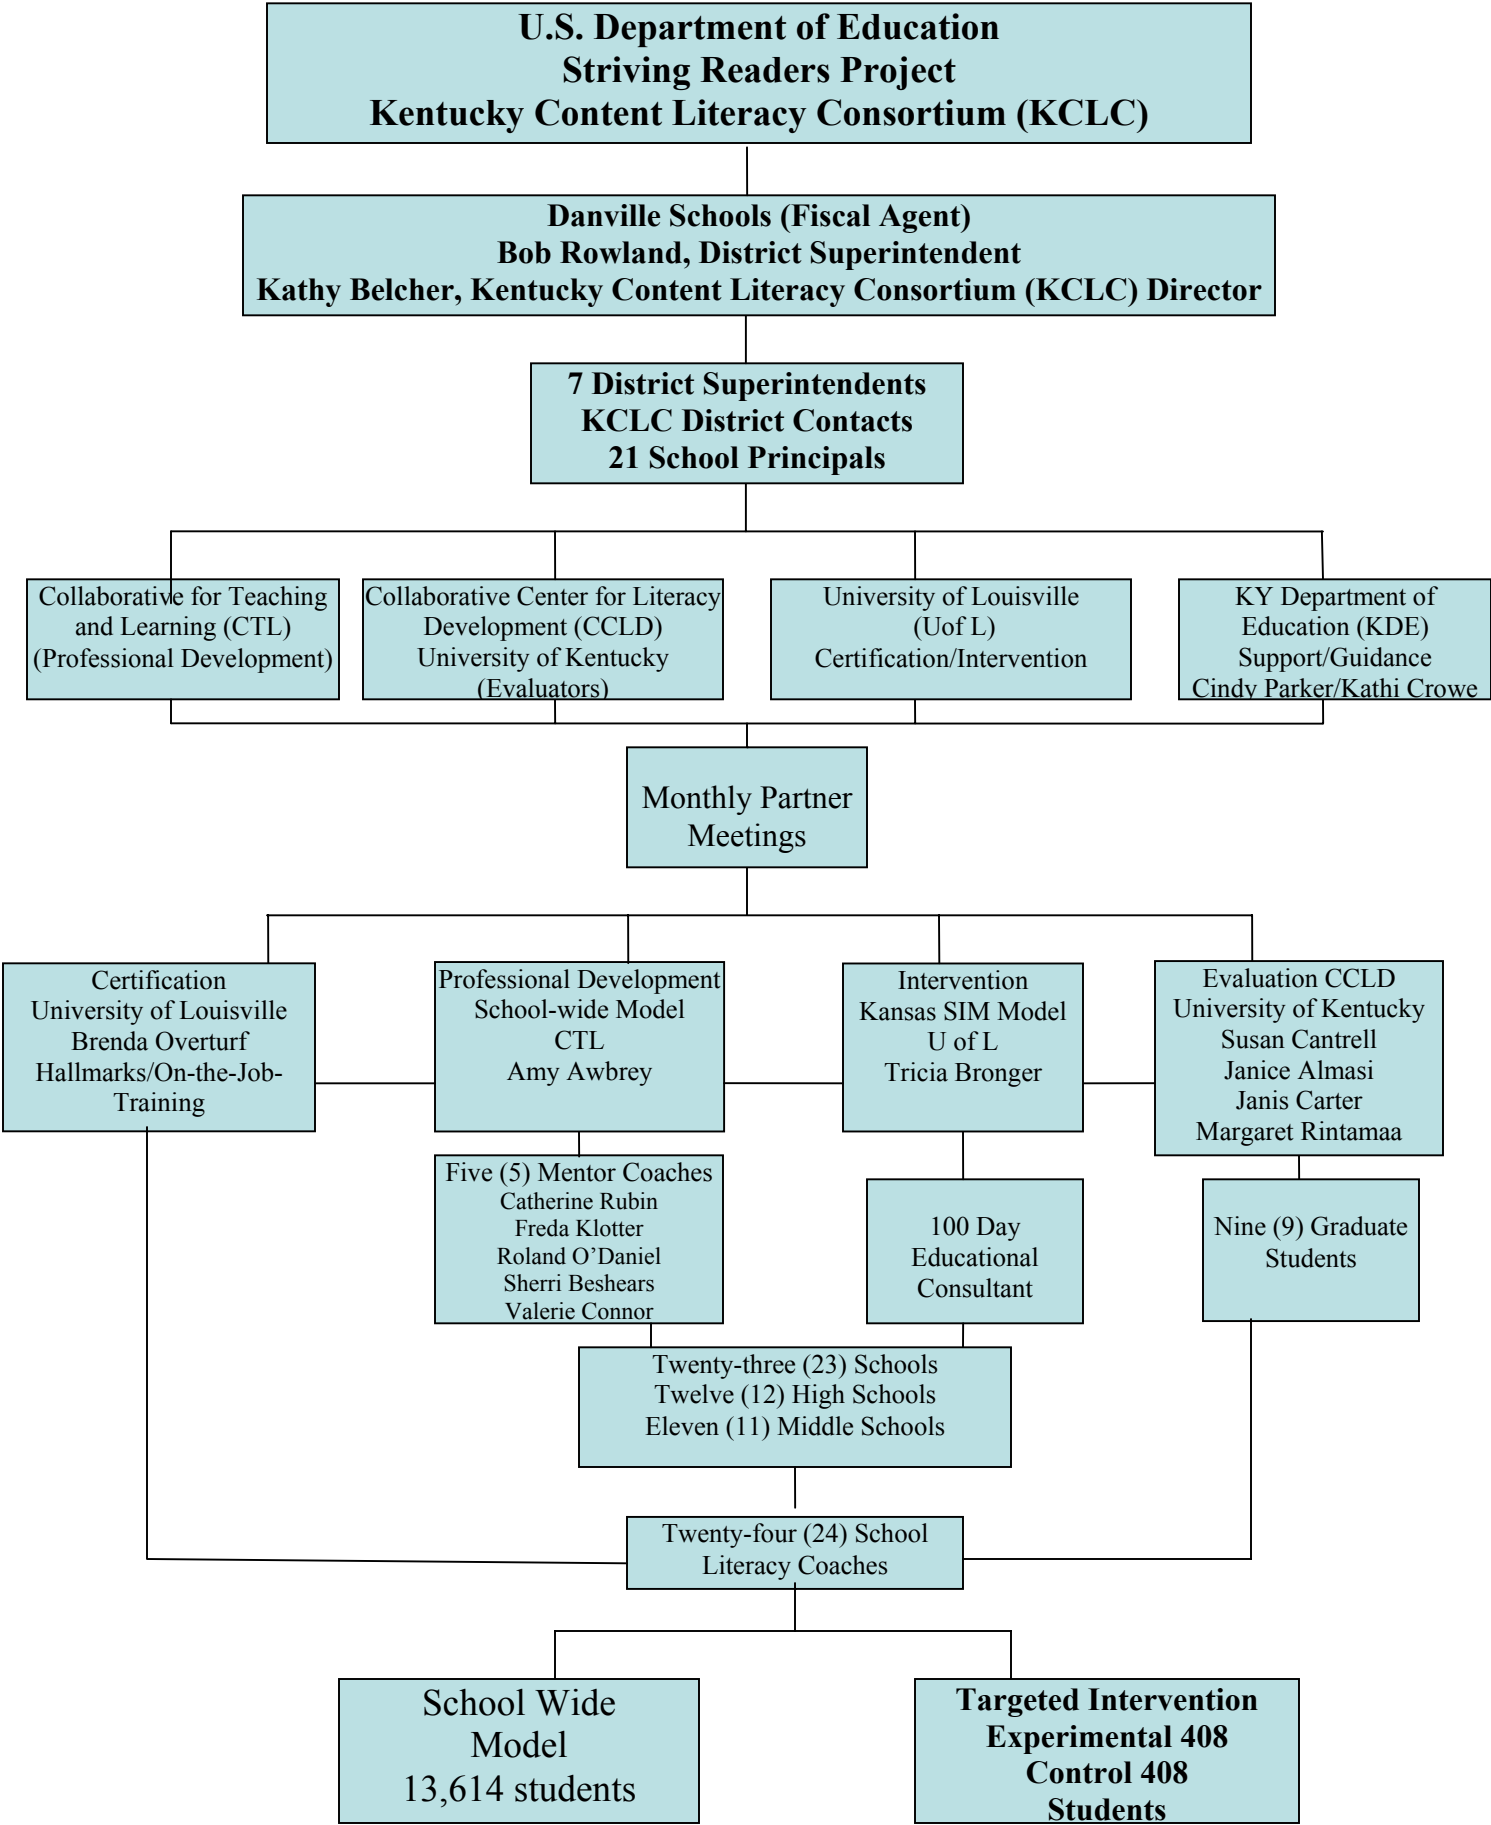 U.S. Department of Education
Striving Readers Project
Kentucky Content Literacy Consortium (KCLC)
Danville Schools (Fiscal Agent)
Bob Rowland, District Superintendent
Kathy Belcher, Kentucky Content Literacy Consortium (KCLC) Director
7 District Superintendents
KCLC District Contacts
21 School Principals
Collaborative for Teaching
and Learning (CTL)
(Professional Development)
Collaborative Center for Literacy
Development (CCLD)
University of Kentucky
(Evaluators)
University of Louisville
(Uof L)
Certification/Intervention
KY Department of
Education (KDE)
Support/Guidance
Cindy Parker/Kathi Crowe
Monthly Partner
Meetings
Certification
University of Louisville
Brenda Overturf
Hallmarks/On-the-Job-
Training
Professional Development
School-wide Model
CTL
Amy Awbrey
Intervention
Kansas SIM Model
U of L
Tricia Bronger
Evaluation CCLD
University of Kentucky
Susan Cantrell
Janice Almasi
Janis Carter
Margaret Rintamaa
Five (5) Mentor Coaches
Catherine Rubin
Freda Klotter
Roland O’Daniel
Sherri Beshears
Valerie Connor
100 Day
Educational
Consultant
Nine (9) Graduate
Students
Twenty-three (23) Schools
Twelve (12) High Schools
Eleven (11) Middle Schools
Twenty-four (24) School
Literacy Coaches
School Wide
Model
13,614 students
Targeted Intervention
Experimental 408
Control 408
Students